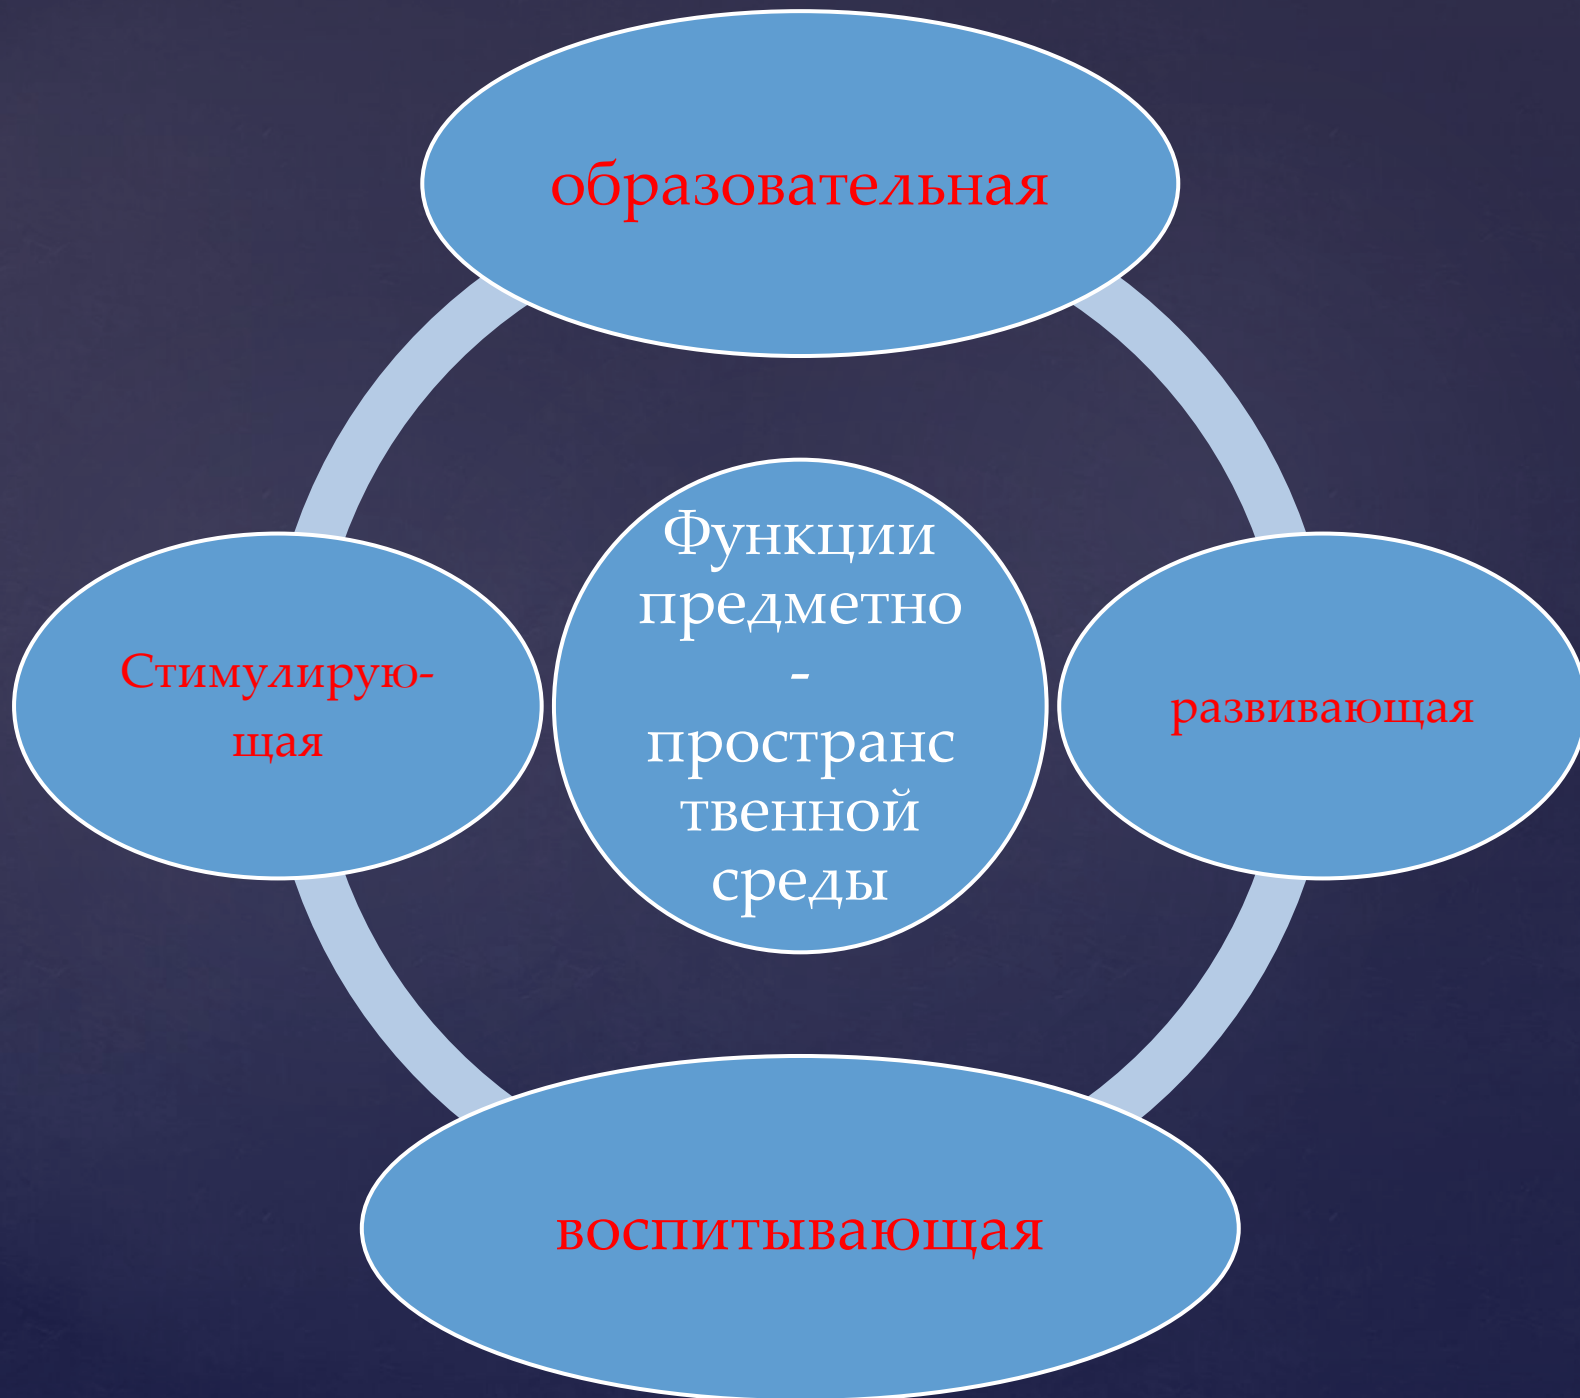 образовательная
Функции
предметно
-
пространс
твенной
среды
Стимулирую-
щая
развивающая
воспитывающая